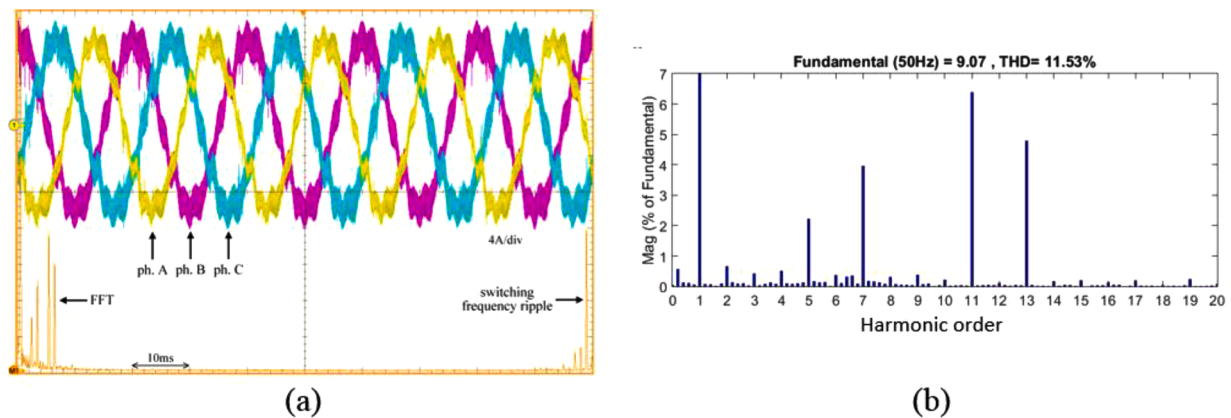 4A/div
ph. A ph. B ph. C
FFT
switching
frequency ripple
10ms
(a)
Fundamental (50Hz) = 9.07 , THD= 11.53%
Mag (% of Fundamental)
7
6
5
4
3
2
1
0
0 1 2 3 4 5 6 7 8 9 10 11 12 13 14 15 16 17 18 19 20
Harmonic order
(b)